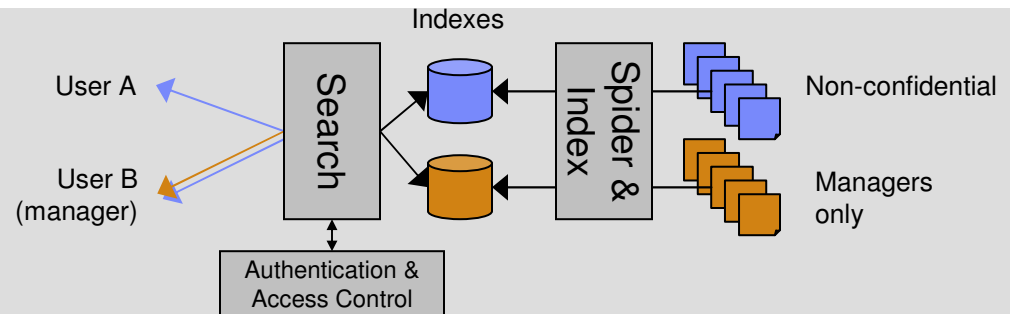 Indexes
User A
User B
(manager)
Search
Spider &
Index
Non-confidential
Managers
only
Authentication &
Access Control